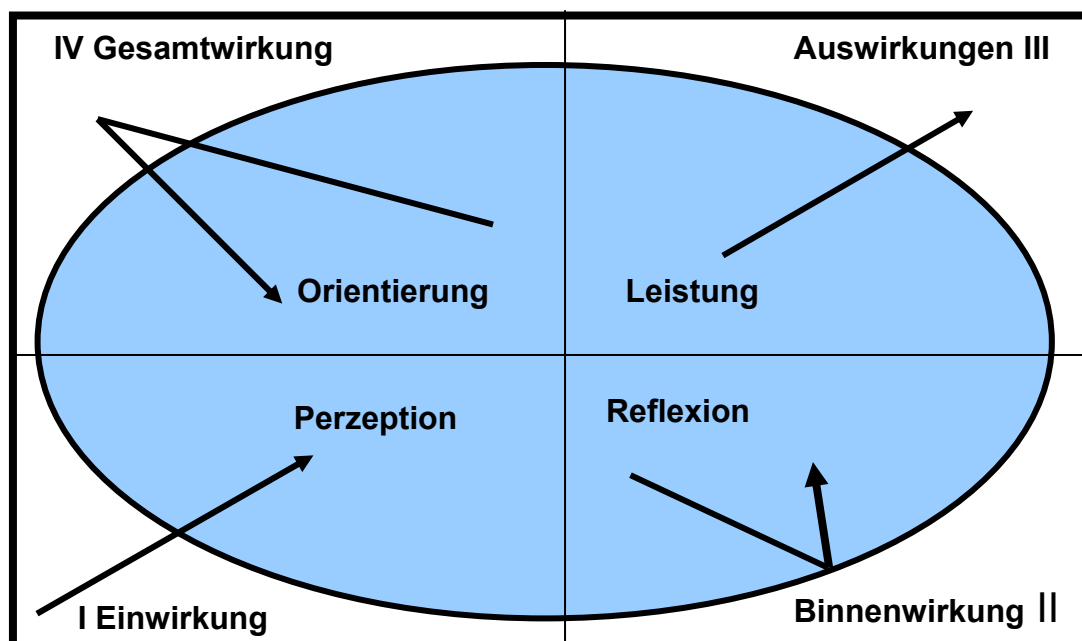 IV Gesamtwirkung
Auswirkungen III
Orientierung
Leistung
Perzeption
Reflexion
I Einwirkung
Binnenwirkung II